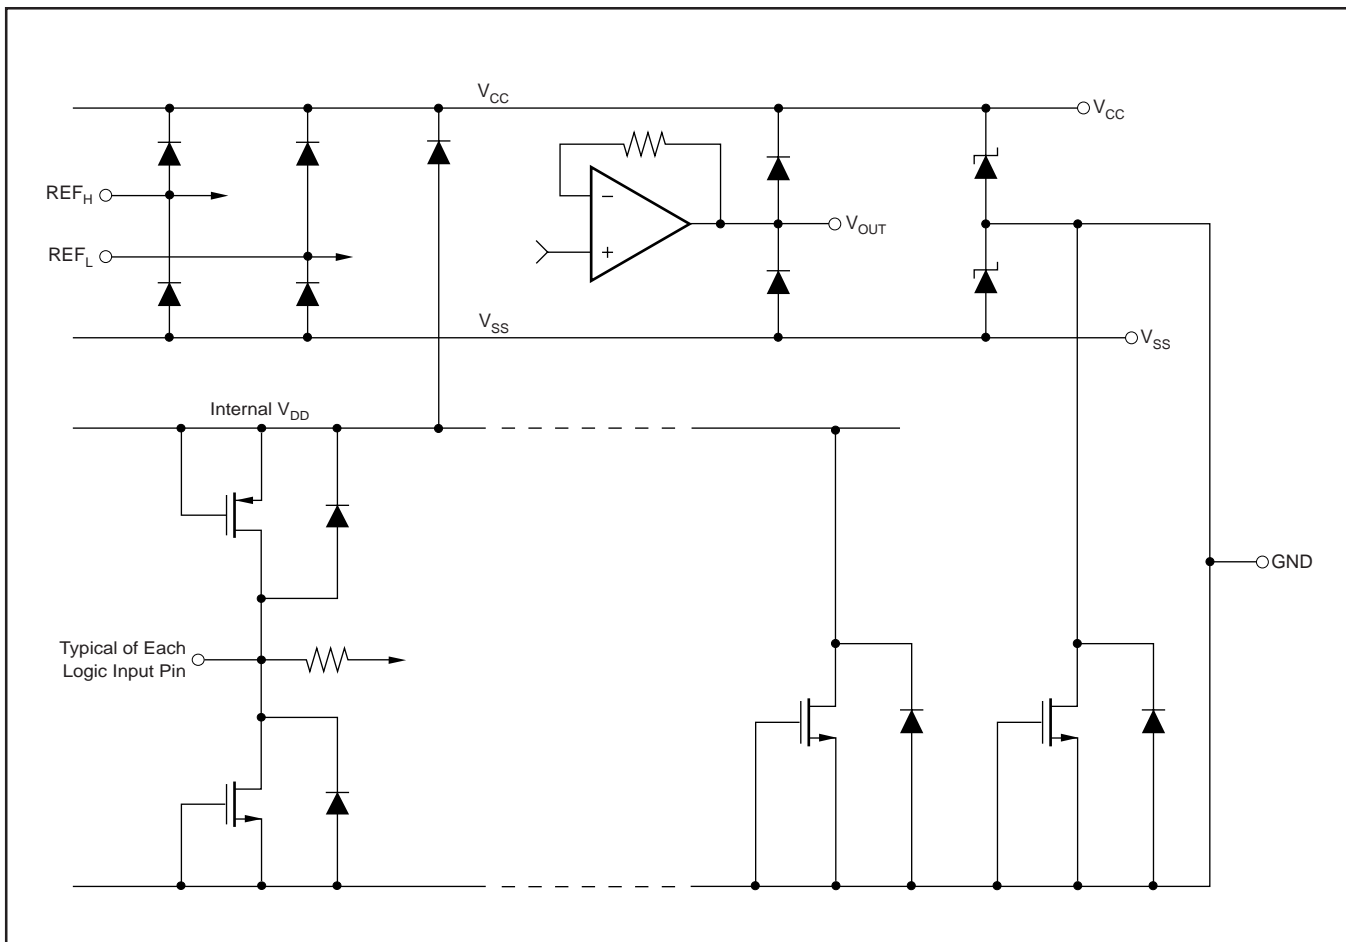 V_CC
V_CC
REF_H
−
V_OUT
REF_L
+
V_SS
V_SS
Internal V_DD
GND
Typical of Each
Logic Input Pin